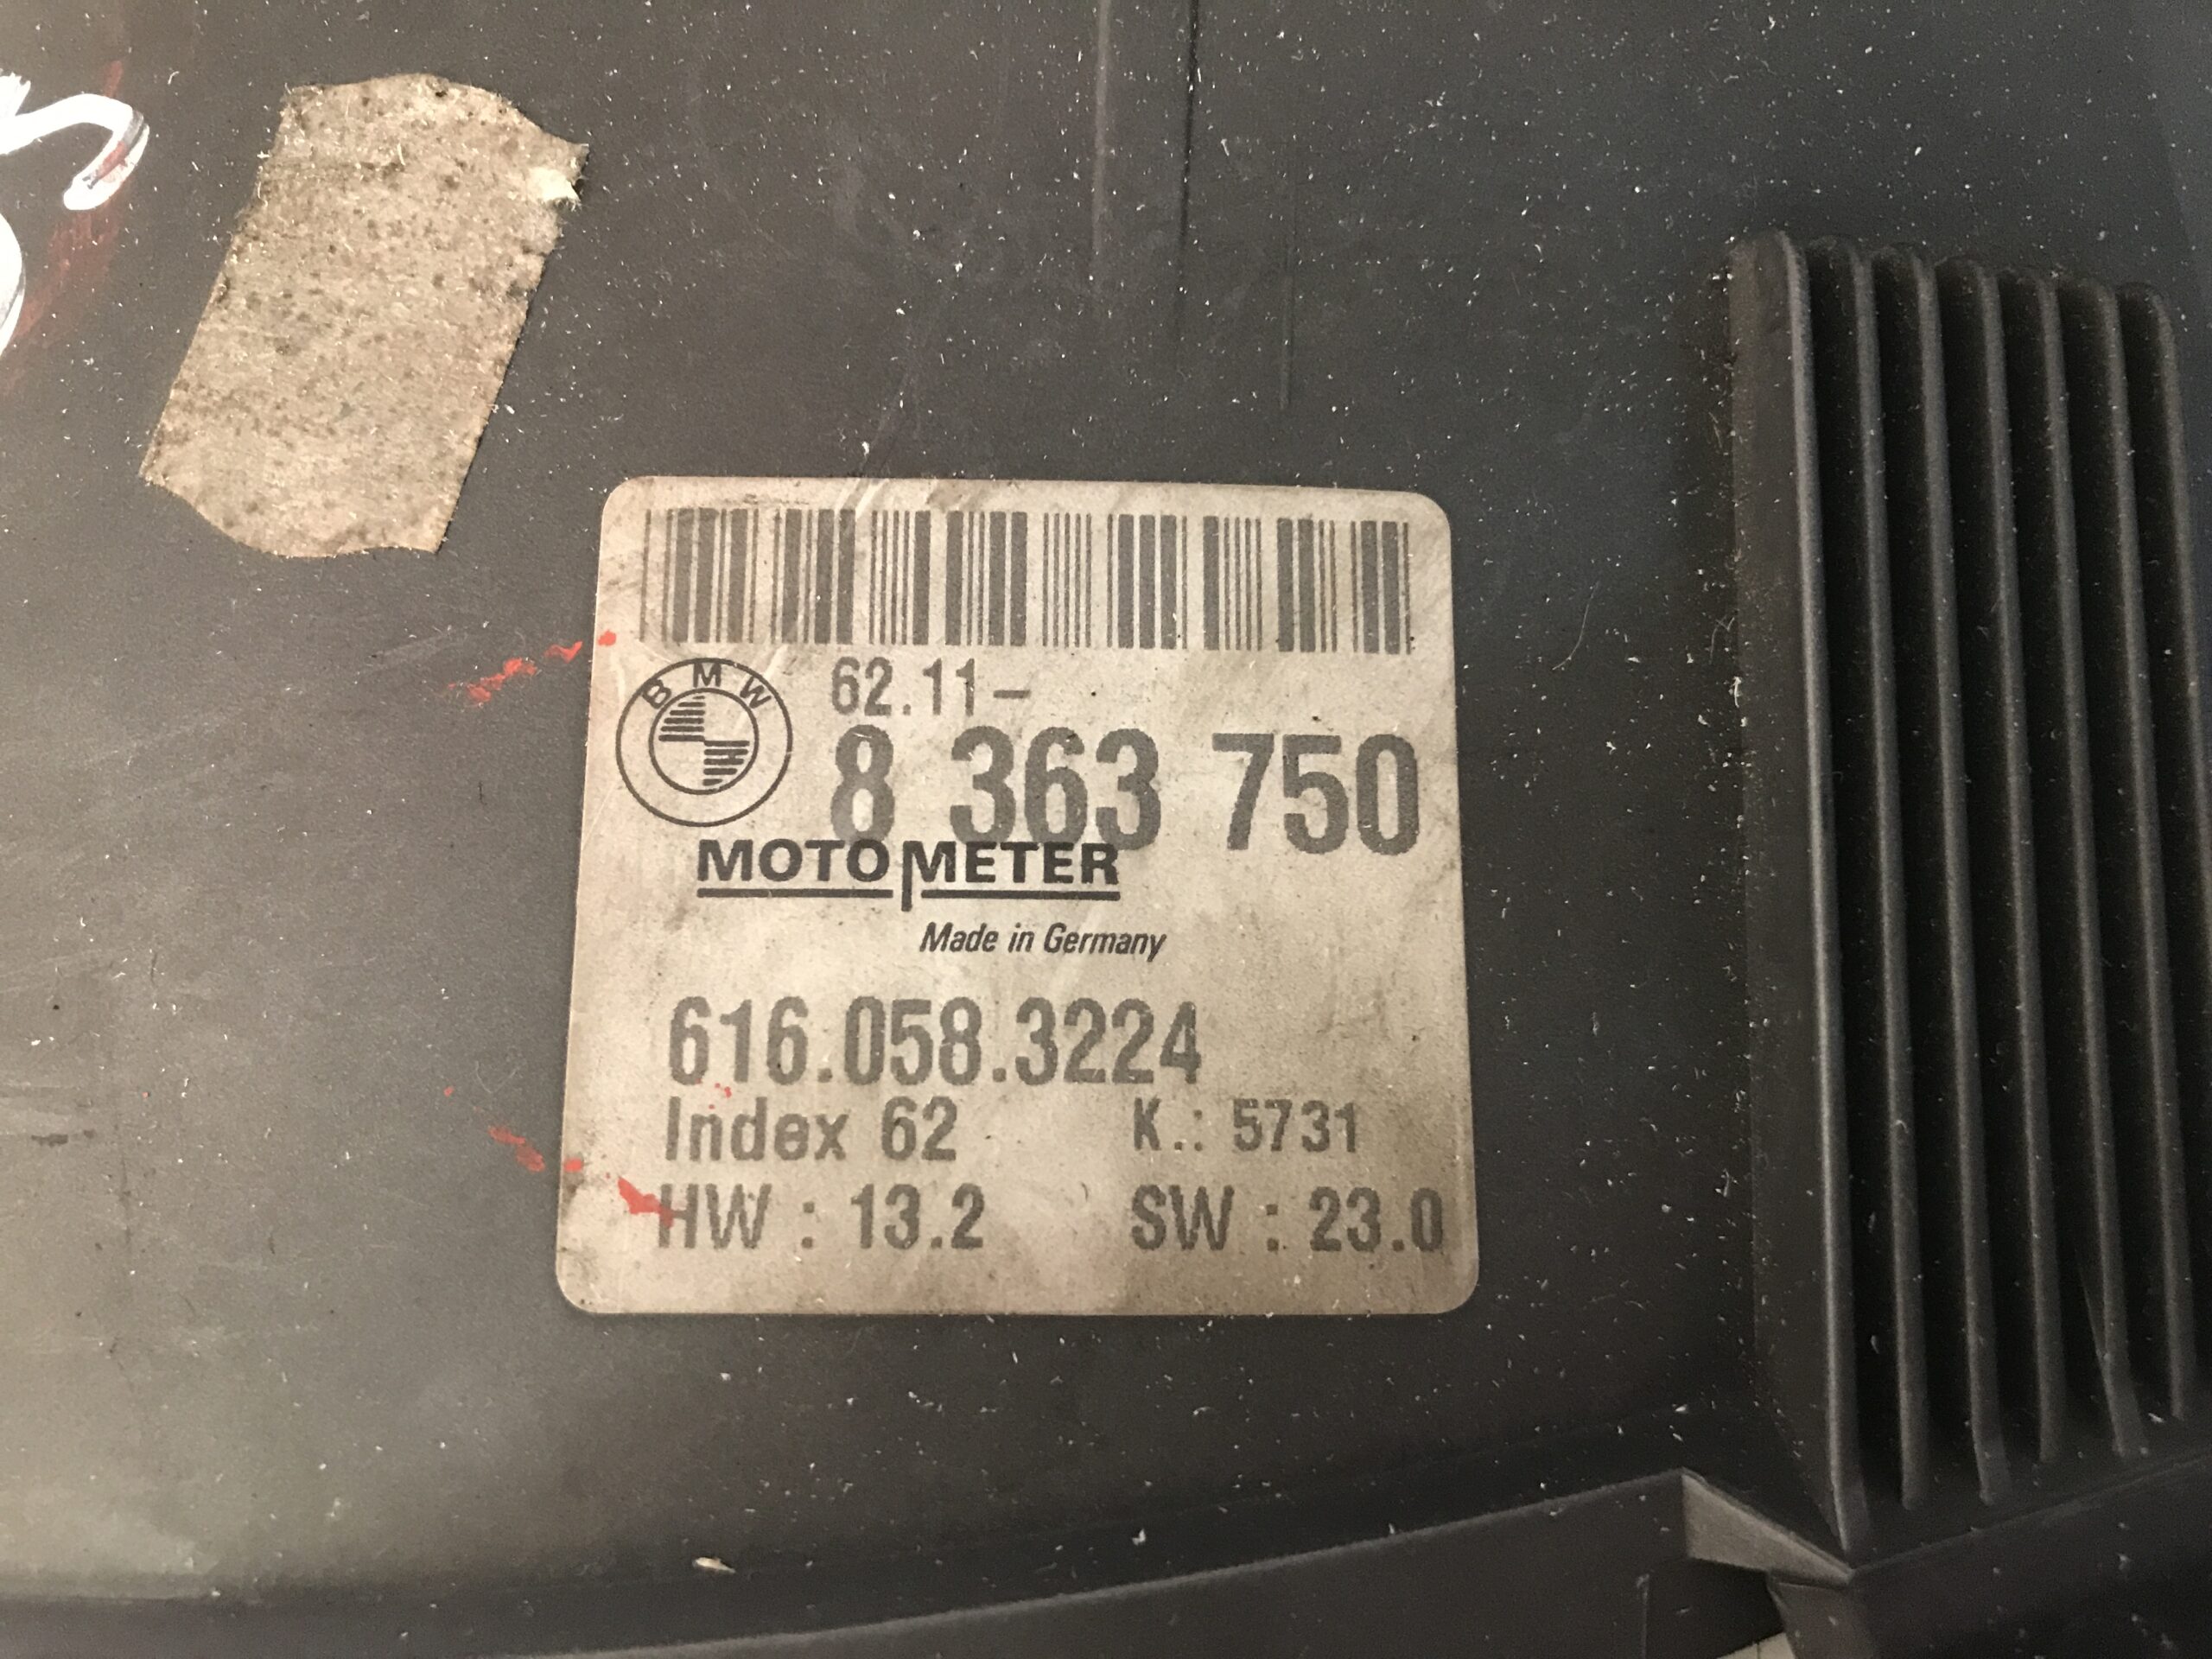 BMW
62.11-
8 363 750
MOTOMETER
Made in Germany
616.058.3224
Index 62 K.: 5731
HW : 13.2 SW : 23.0